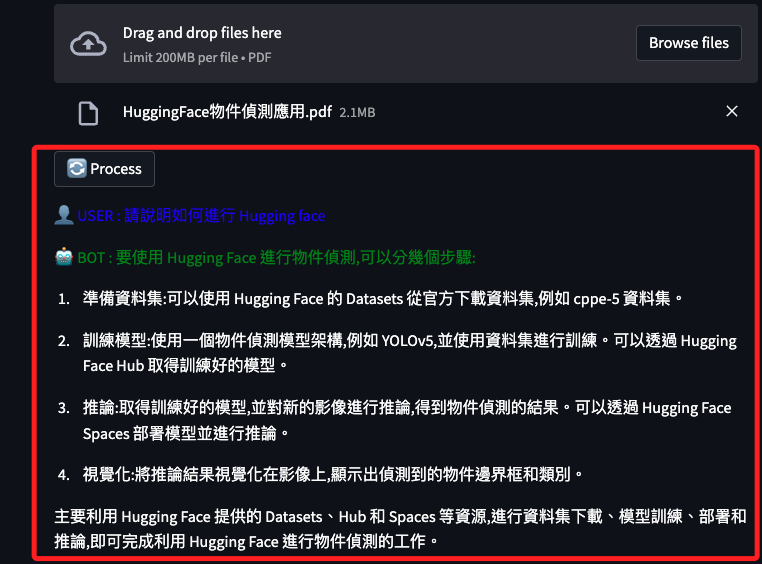 Drag and drop files here
Limit 200MB per file • PDF
Browse files
HuggingFace物件偵測應用.pdf 2.1MB
Process
USER : 請說明如何進行 Hugging face
BOT : 要使用 Hugging Face 進行物件偵測,可以分幾個步驟:
1. 準備資料集:可以使用 Hugging Face 的 Datasets 從官方下載資料集,例如 cppe-5 資料集。
2. 訓練模型:使用一個物件偵測模型架構,例如 YOLOv5,並使用資料集進行訓練。可以透過 Hugging
Face Hub 取得訓練好的模型。
3. 推論:取得訓練好的模型,並對新的影像進行推論,得到物件偵測的結果。可以透過 Hugging Face
Spaces 部署模型並進行推論。
4. 視覺化:將推論結果視覺化在影像上,顯示出偵測到的物件邊界框和類別。
主要利用 Hugging Face 提供的 Datasets、Hub 和 Spaces 等資源,進行資料集下載、模型訓練、部署和
推論,即可完成利用 Hugging Face 進行物件偵測的工作。